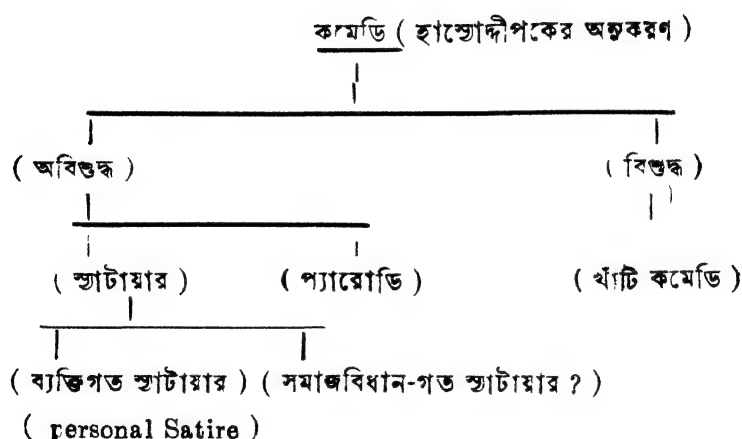 কমেডি ( হাস্যোদ্দীপকের অনুকরণ )
( অবিশুদ্ধ ) ( বিশুদ্ধ )
( স্যাটায়ার ) ( প্যারোডি ) ( খাঁটি কমেডি )
( ব্যক্তিগত স্যাটায়ার ) ( সমাজবিধান-গত স্যাটায়ার ? )
( personal Satire )